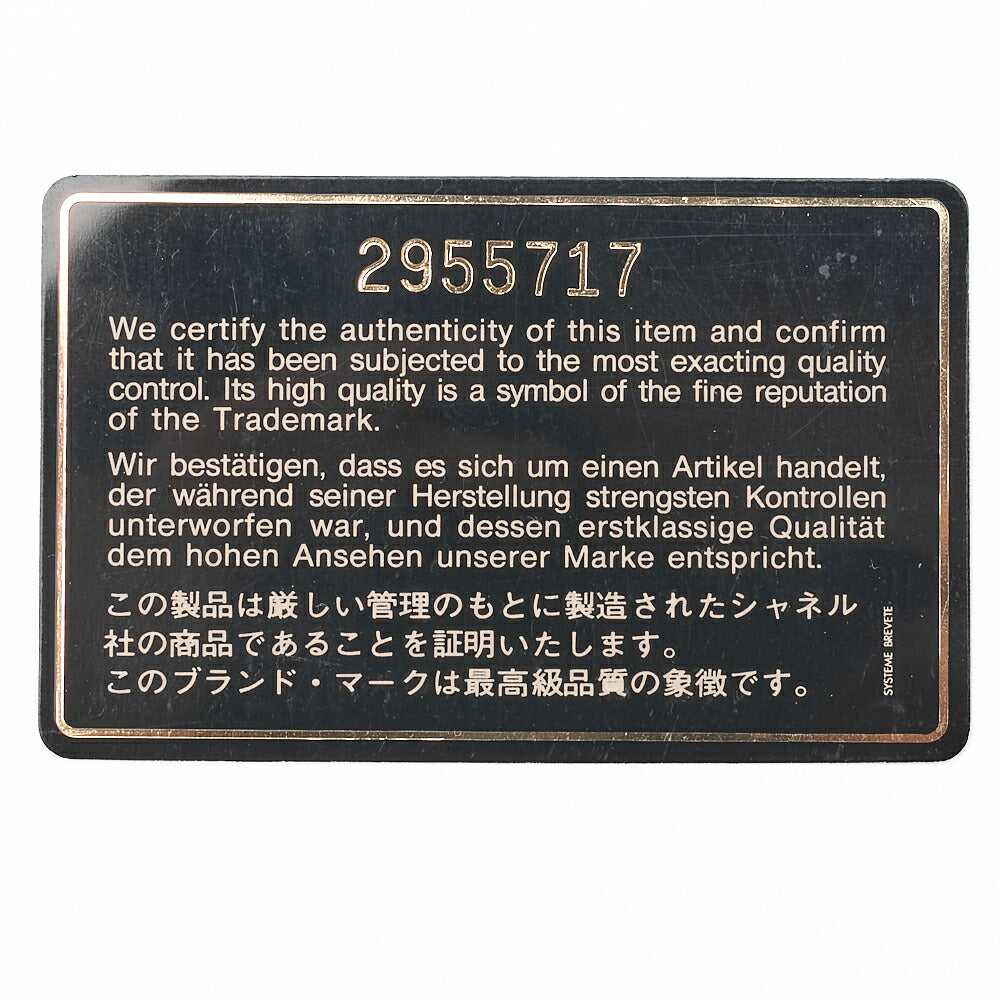 2955717
We certify the authenticity of this item and confirm
that it has been subjected to the most exacting quality
control. Its high quality is a symbol of the fine reputation
of the Trademark.
Wir bestätigen, dass es sich um einen Artikel handelt,
der während seiner Herstellung strengsten Kontrollen
unterworfen war, und dessen erstklassige Qualität
dem hohen Ansehen unserer Marke entspricht.
この製品は厳しい管理のもとに製造されたシャネル
社の商品であることを証明いたします。
このブランド・マークは最高級品質の象徴です。
SYSTEME BREVETE